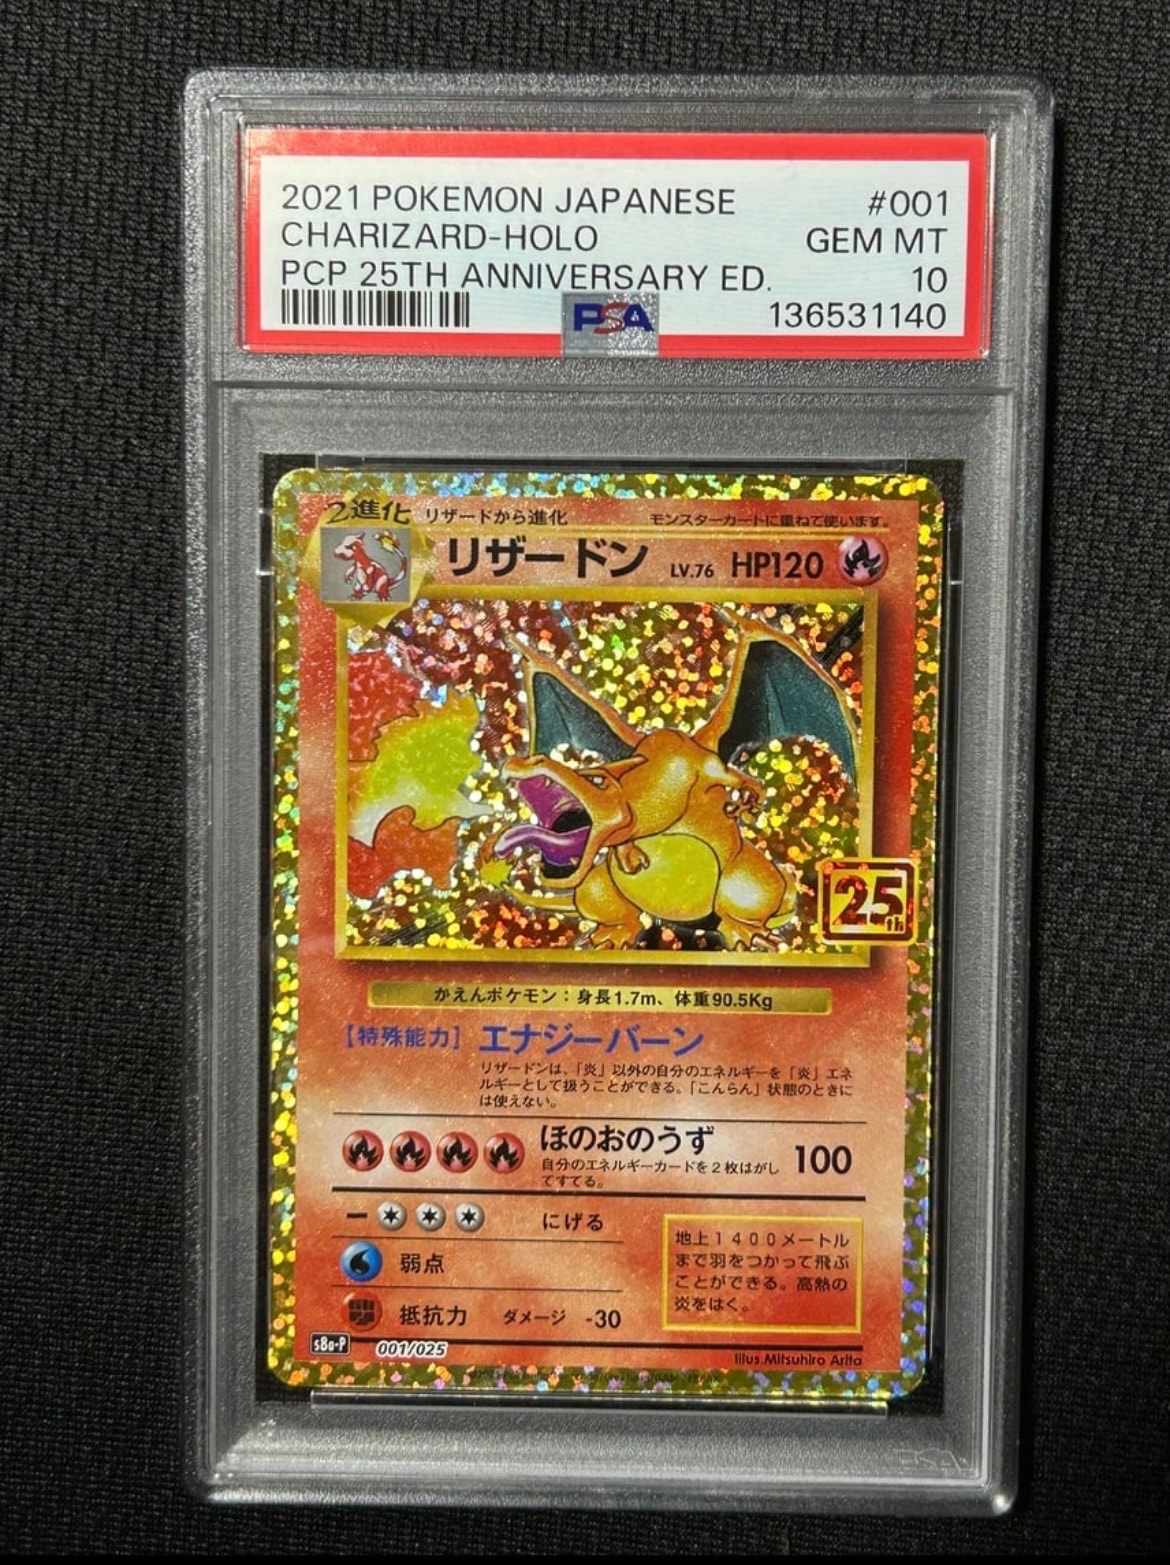 2021 POKEMON JAPANESE #001
CHARIZARD-HOLO GEM MT
PCP 25TH ANNIVERSARY ED. 10
PSA 136531140
2進化 リザードから進化 モンスターカードに重ねて使います。
リザードン LV.76 HP120
25th
かえんポケモン：身長1.7m、体重90.5Kg
【特殊能力】エナジーバーン
リザードンは、「炎」以外の自分のエネルギーを「炎」エネ
ルギーとして扱うことができる。「こんらん」状態のときに
は使えない。
ほのおのうず 100
自分のエネルギーカードを2枚はがし
てすてる。
にげる
弱点
抵抗力 ダメージ -30
地上1400メートル
まで羽をつかって飛ぶ
ことができる。高熱の
炎をはく。
s8a-P 001/025
Illus.Mitsuhiro Arita
PSA